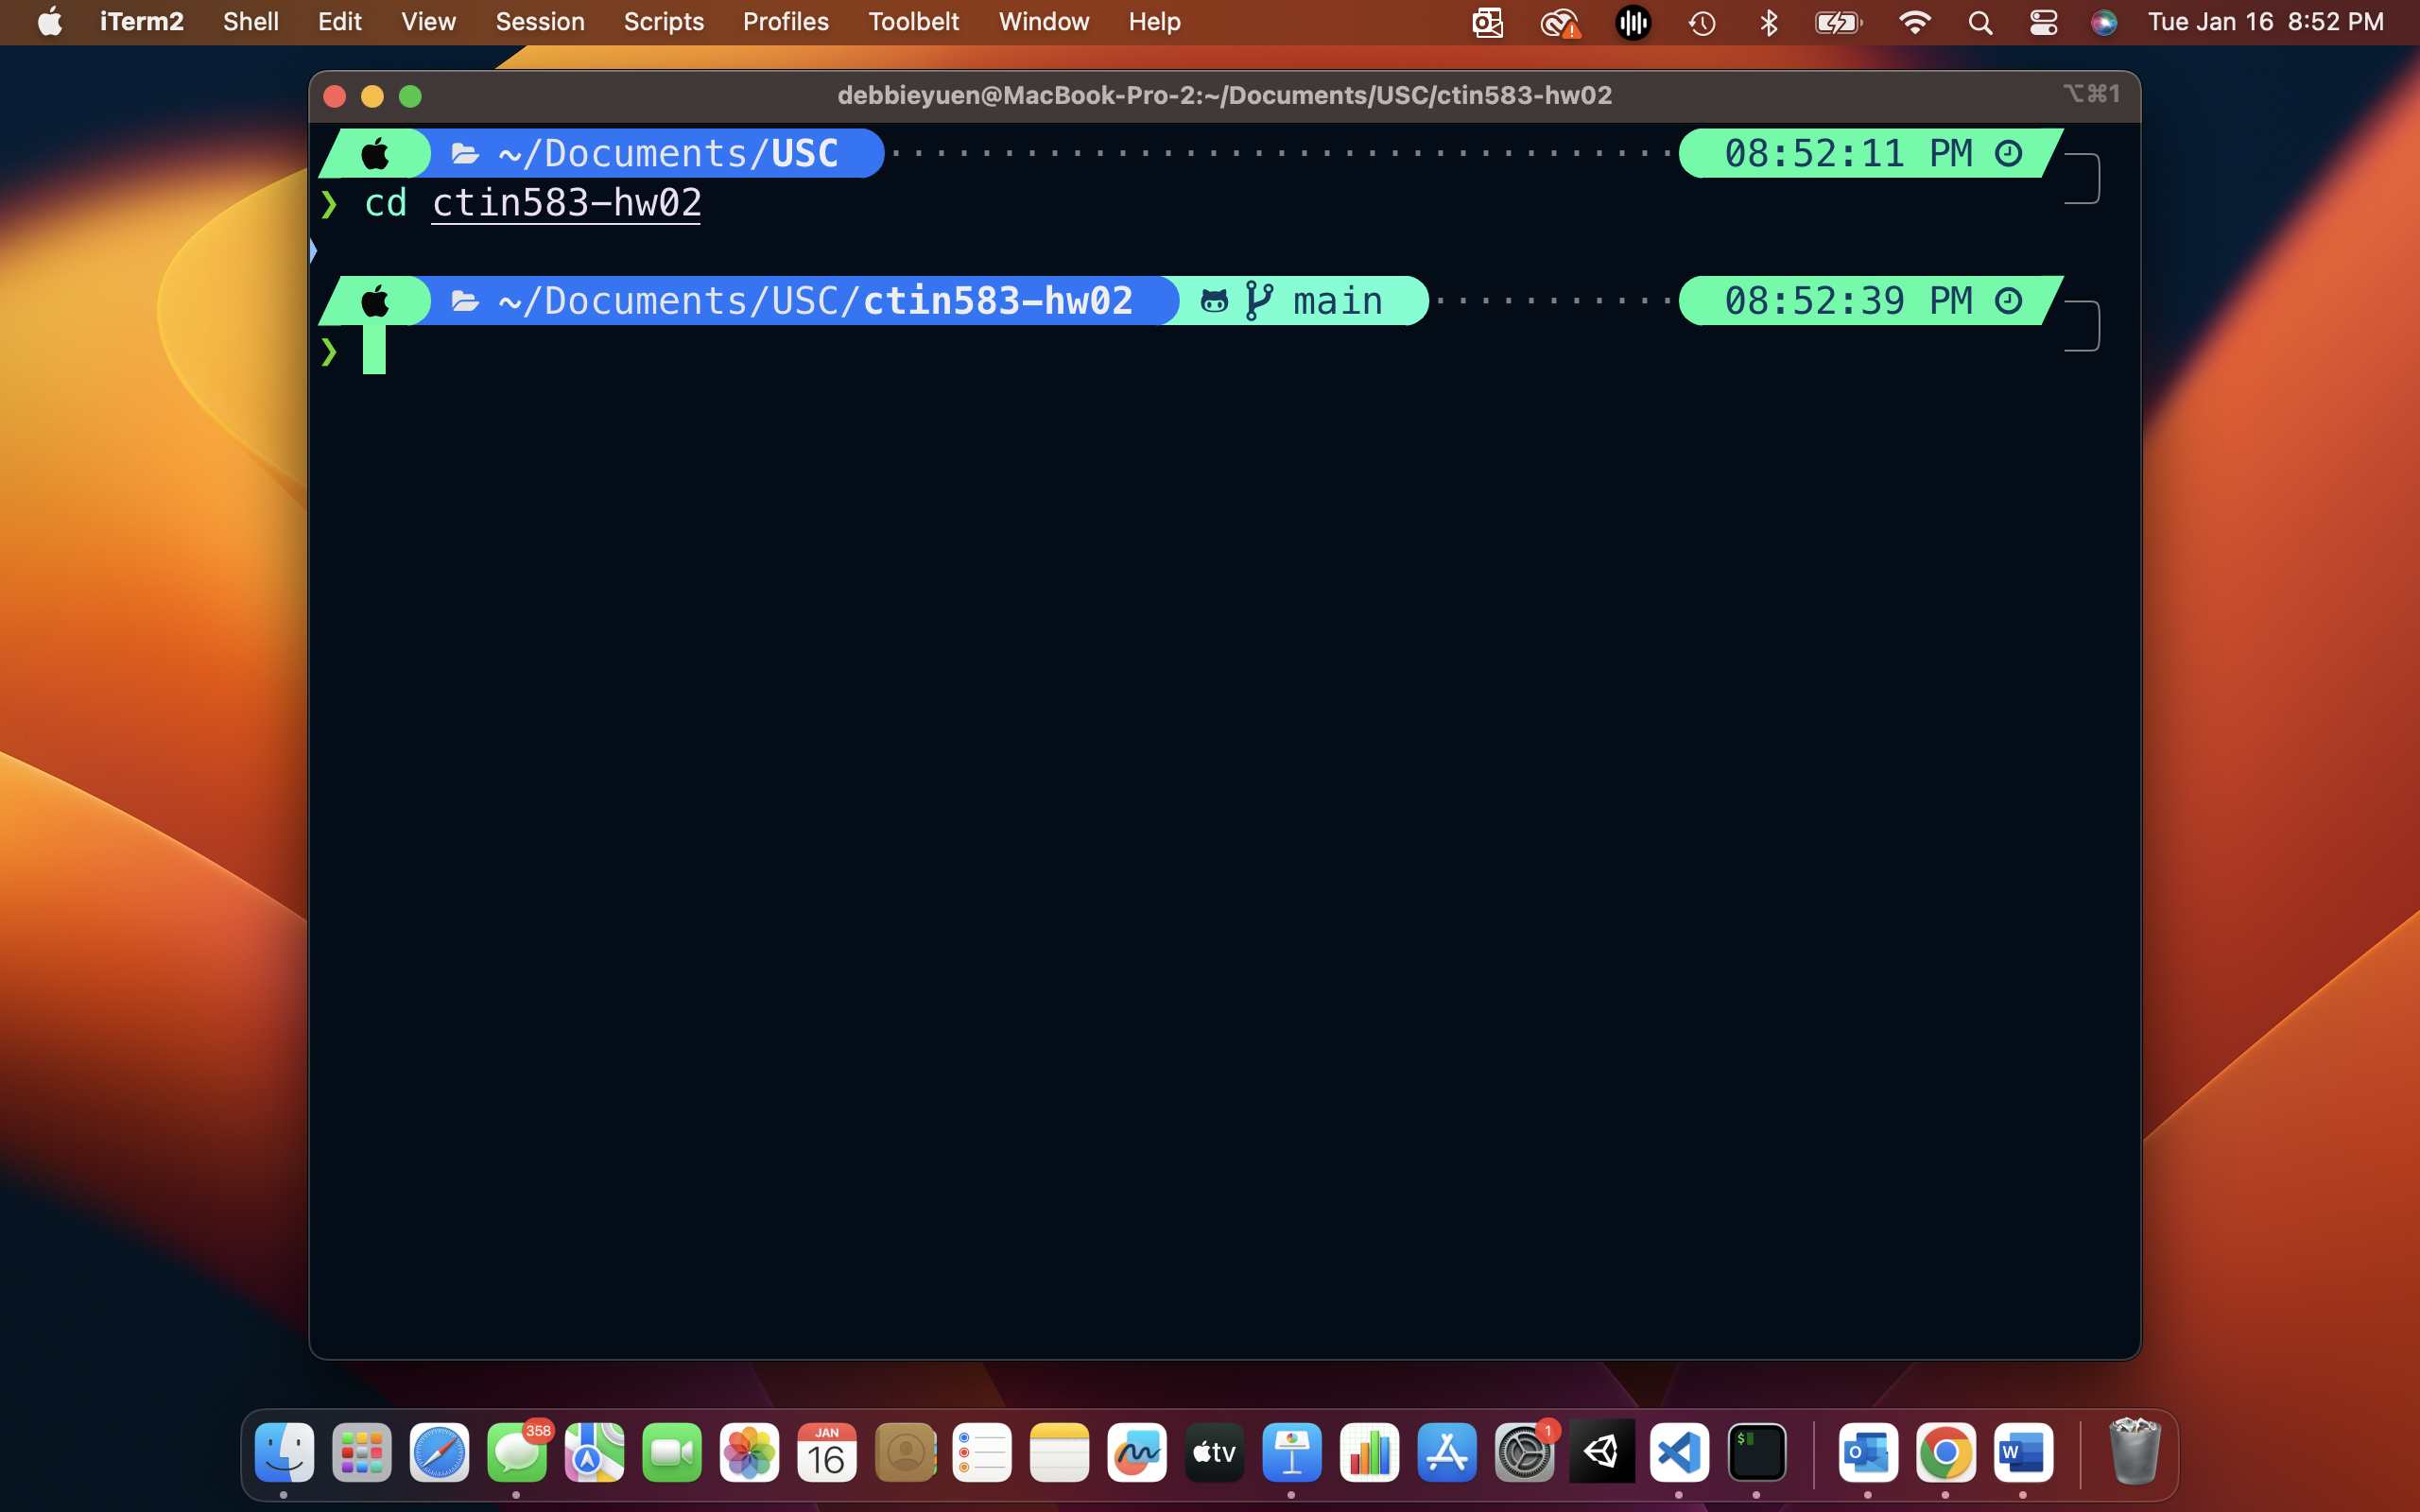 iTerm2 Shell Edit View Session Scripts Profiles Toolbelt Window Help Tue Jan 16 8:52 PM
debbieyuen@MacBook-Pro-2:~/Documents/USC/ctin583-hw02 ⌥⌘1
~/Documents/USC 08:52:11 PM
❯ cd ctin583-hw02
~/Documents/USC/ctin583-hw02 main 08:52:39 PM
❯
358
JAN
16
tv
1
$
O
W